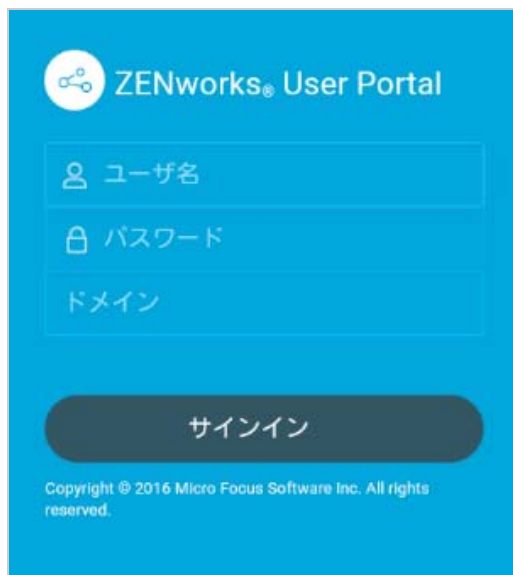 ZENworks® User Portal
ユーザ名
パスワード
ドメイン
サインイン
Copyright © 2016 Micro Focus Software Inc. All rights
reserved.